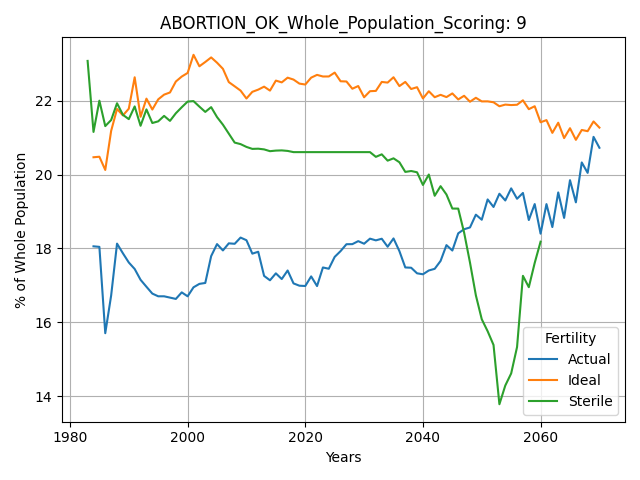 ABORTION_OK_Whole_Population_Scoring: 9
% of Whole Population
22
20
18
16
14
1980
2000
2020
2040
2060
Years
Fertility
Actual
Ideal
Sterile